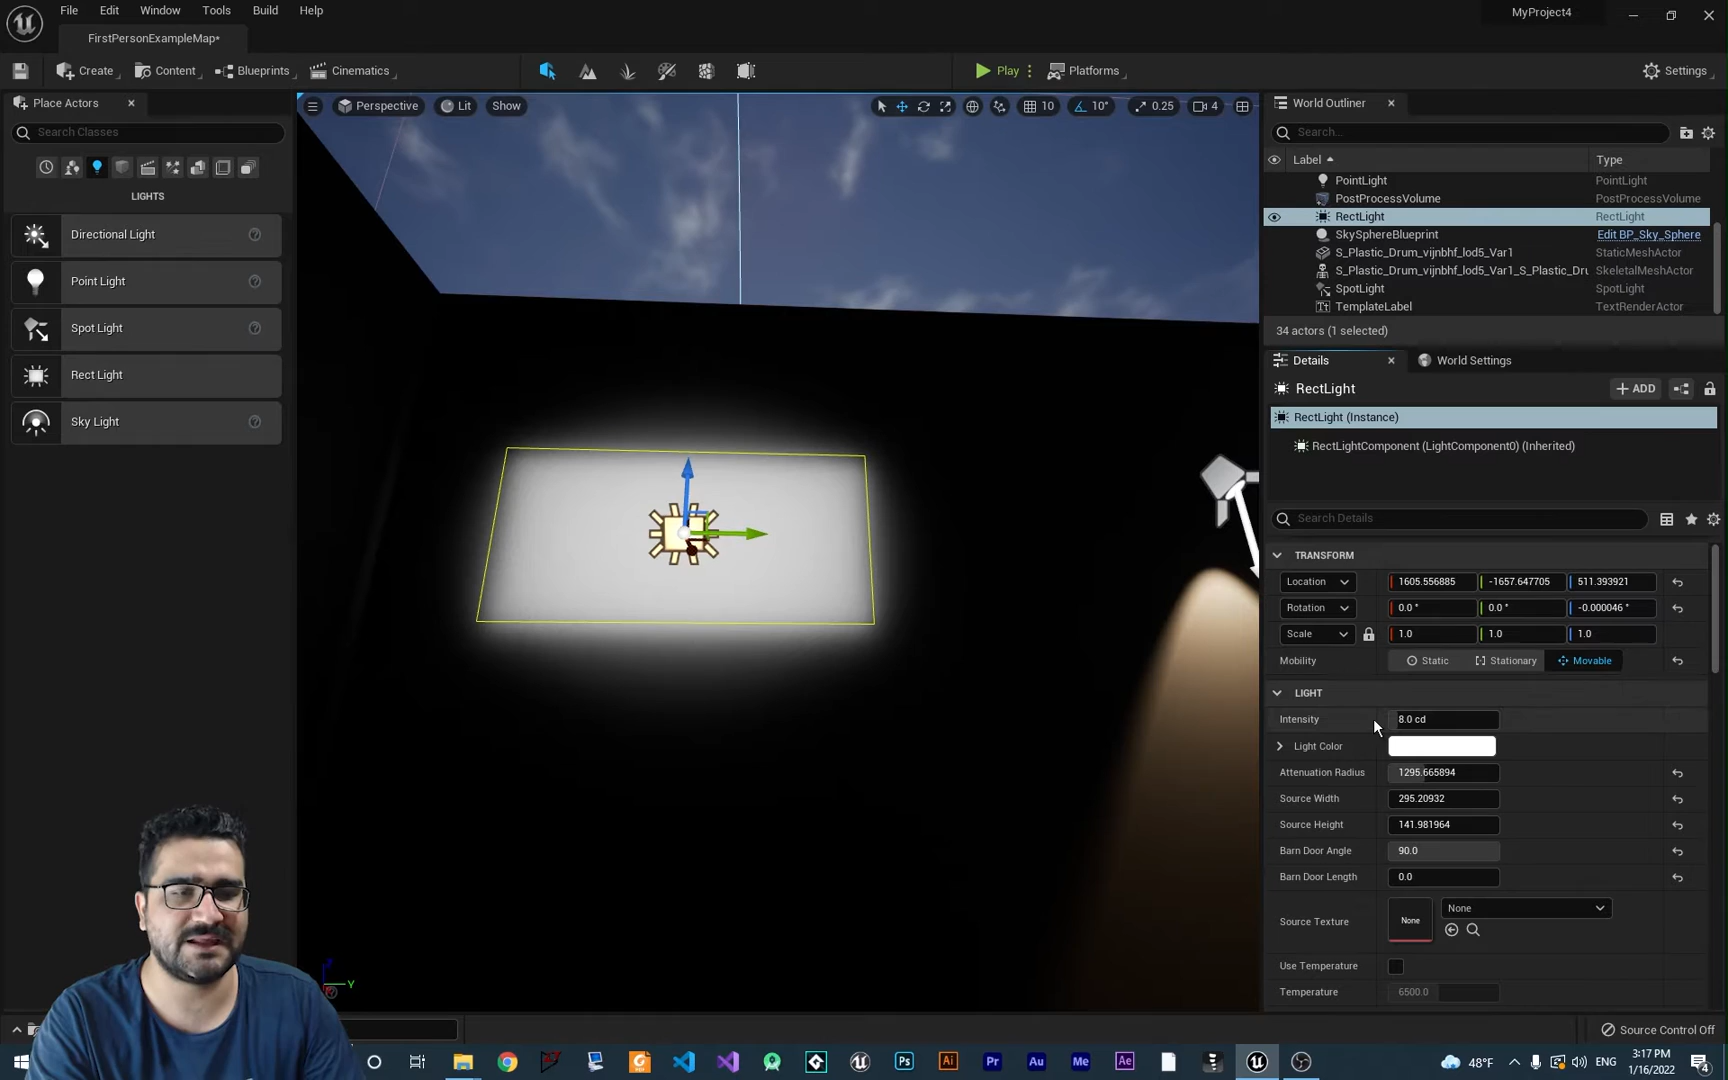 File Edit Window Tools Build Help
MyProject4
FirstPersonExampleMap*
Create Content Blueprints Cinematics Play Platforms Settings
Place Actors
Search Classes
LIGHTS
Directional Light
Point Light
Spot Light
Rect Light
Sky Light
Perspective Lit Show 10 10° 0.25 4
Y
World Outliner
Search...
Label Type
PointLight PointLight
PostProcessVolume PostProcessVolume
RectLight RectLight
SkySphereBlueprint Edit BP_Sky_Sphere
S_Plastic_Drum_vijnbhf_lod5_Var1 StaticMeshActor
S_Plastic_Drum_vijnbhf_lod5_Var1_S_Plastic_Dru SkeletalMeshActor
SpotLight SpotLight
TemplateLabel TextRenderActor
34 actors (1 selected)
Details World Settings
RectLight + ADD
RectLight (Instance)
RectLightComponent (LightComponent0) (Inherited)
Search Details
TRANSFORM
Location 1605.556885 -1657.647705 511.393921
Rotation 0.0 ° 0.0 ° -0.000046 °
Scale 1.0 1.0 1.0
Mobility Static Stationary Movable
LIGHT
Intensity 8.0 cd
Light Color
Attenuation Radius 1295.665894
Source Width 295.20932
Source Height 141.981964
Barn Door Angle 90.0
Barn Door Length 0.0
Source Texture None None
Use Temperature
Temperature 6500.0
Source Control Off
Ps Ai Pr Au Me Ae
48°F ENG 3:17 PM
1/16/2022 4